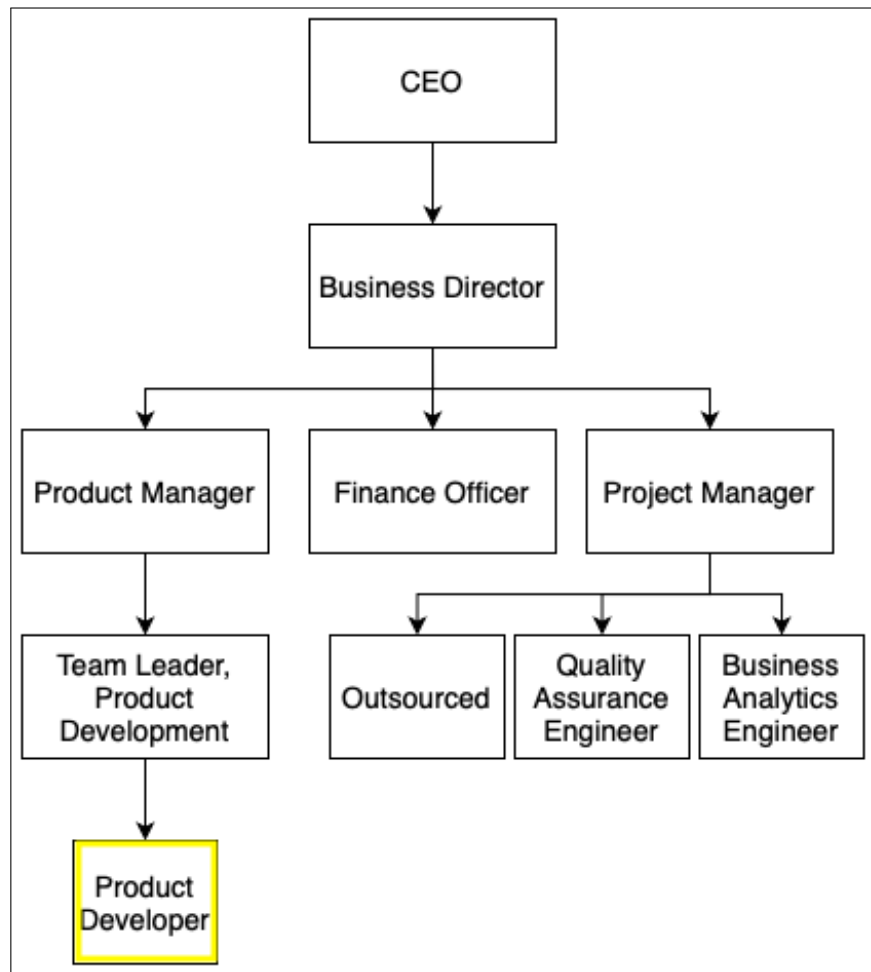 CEO
Business Director
Product Manager
Finance Officer
Project Manager
Team Leader,
Product
Development
Outsourced
Quality
Assurance
Engineer
Business
Analytics
Engineer
Product
Developer